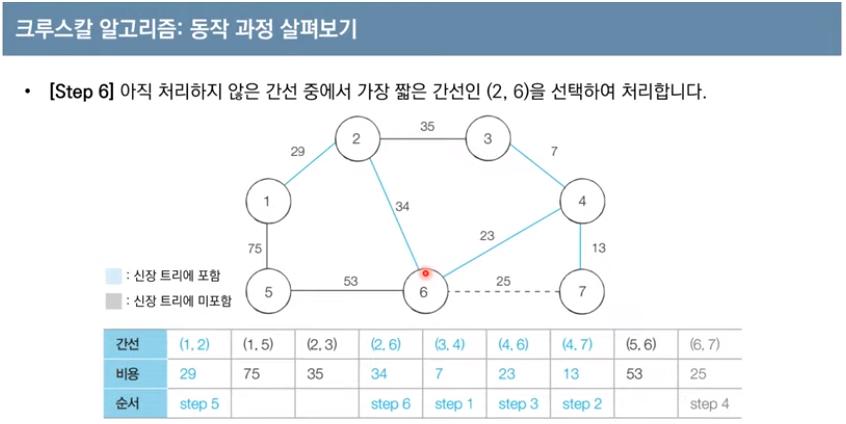 크루스칼 알고리즘: 동작 과정 살펴보기
• [Step 6] 아직 처리하지 않은 간선 중에서 가장 짧은 간선인 (2, 6)을 선택하여 처리합니다.
35
2
3
29
7
1
34
4
23
75
13
53
25
5
6
7
: 신장 트리에 포함
: 신장 트리에 미포함
간선 (1, 2) (1, 5) (2, 3) (2, 6) (3, 4) (4, 6) (4, 7) (5, 6) (6, 7)
비용 29 75 35 34 7 23 13 53 25
순서 step 5 step 6 step 1 step 3 step 2 step 4